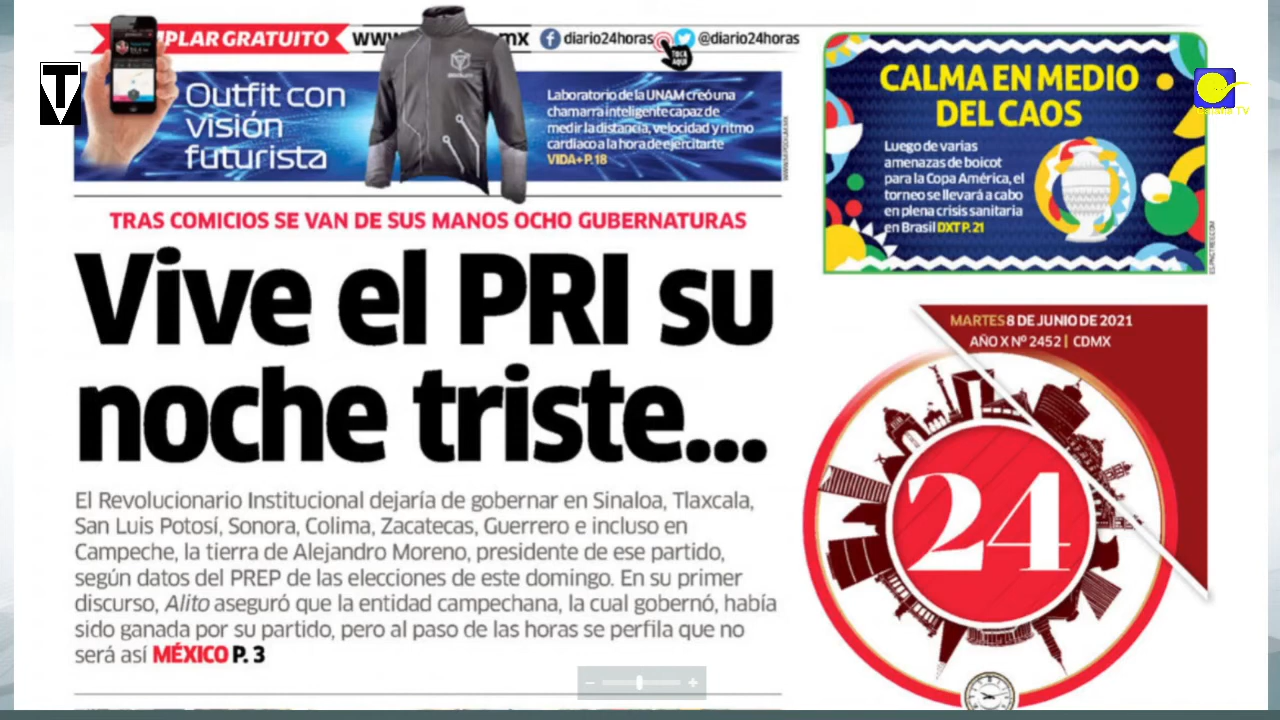 PLAR GRATUITO
diario24horas
@diario24horas
TOCA
AQUÍ
Outfit con
visión
futurista
Laboratorio de la UNAM creó una
chamarra inteligente capaz de
medir la distancia, velocidad y ritmo
cardiaco a la hora de ejercitarte
VIDA+ P. 18
CALMA EN MEDIO
DEL CAOS
Luego de varias
amenazas de boicot
para la Copa América, el
torneo se llevará a cabo
en plena crisis sanitaria
en Brasil DXT P. 21
TRAS COMICIOS SE VAN DE SUS MANOS OCHO GUBERNATURAS
Vive el PRI su
noche triste...
El Revolucionario Institucional dejaría de gobernar en Sinaloa, Tlaxcala,
San Luis Potosí, Sonora, Colima, Zacatecas, Guerrero e incluso en
Campeche, la tierra de Alejandro Moreno, presidente de ese partido,
según datos del PREP de las elecciones de este domingo. En su primer
discurso, Alito aseguró que la entidad campechana, la cual gobernó, había
sido ganada por su partido, pero al paso de las horas se perfila que no
será así MÉXICO P. 3
MARTES 8 DE JUNIO DE 2021
AÑO X Nº 2452 | CDMX
24